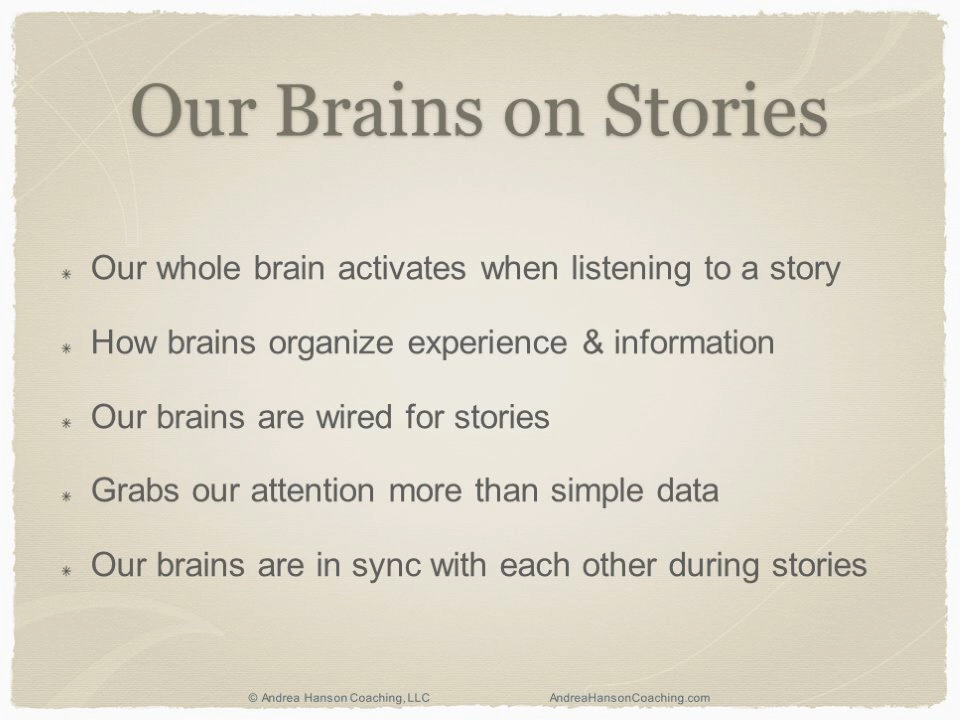 Our Brains on Stories
Our whole brain activates when listening to a story
How brains organize experience & information
Our brains are wired for stories
Grabs our attention more than simple data
Our brains are in sync with each other during stories
© Andrea Hanson Coaching, LLC AndreaHansonCoaching.com